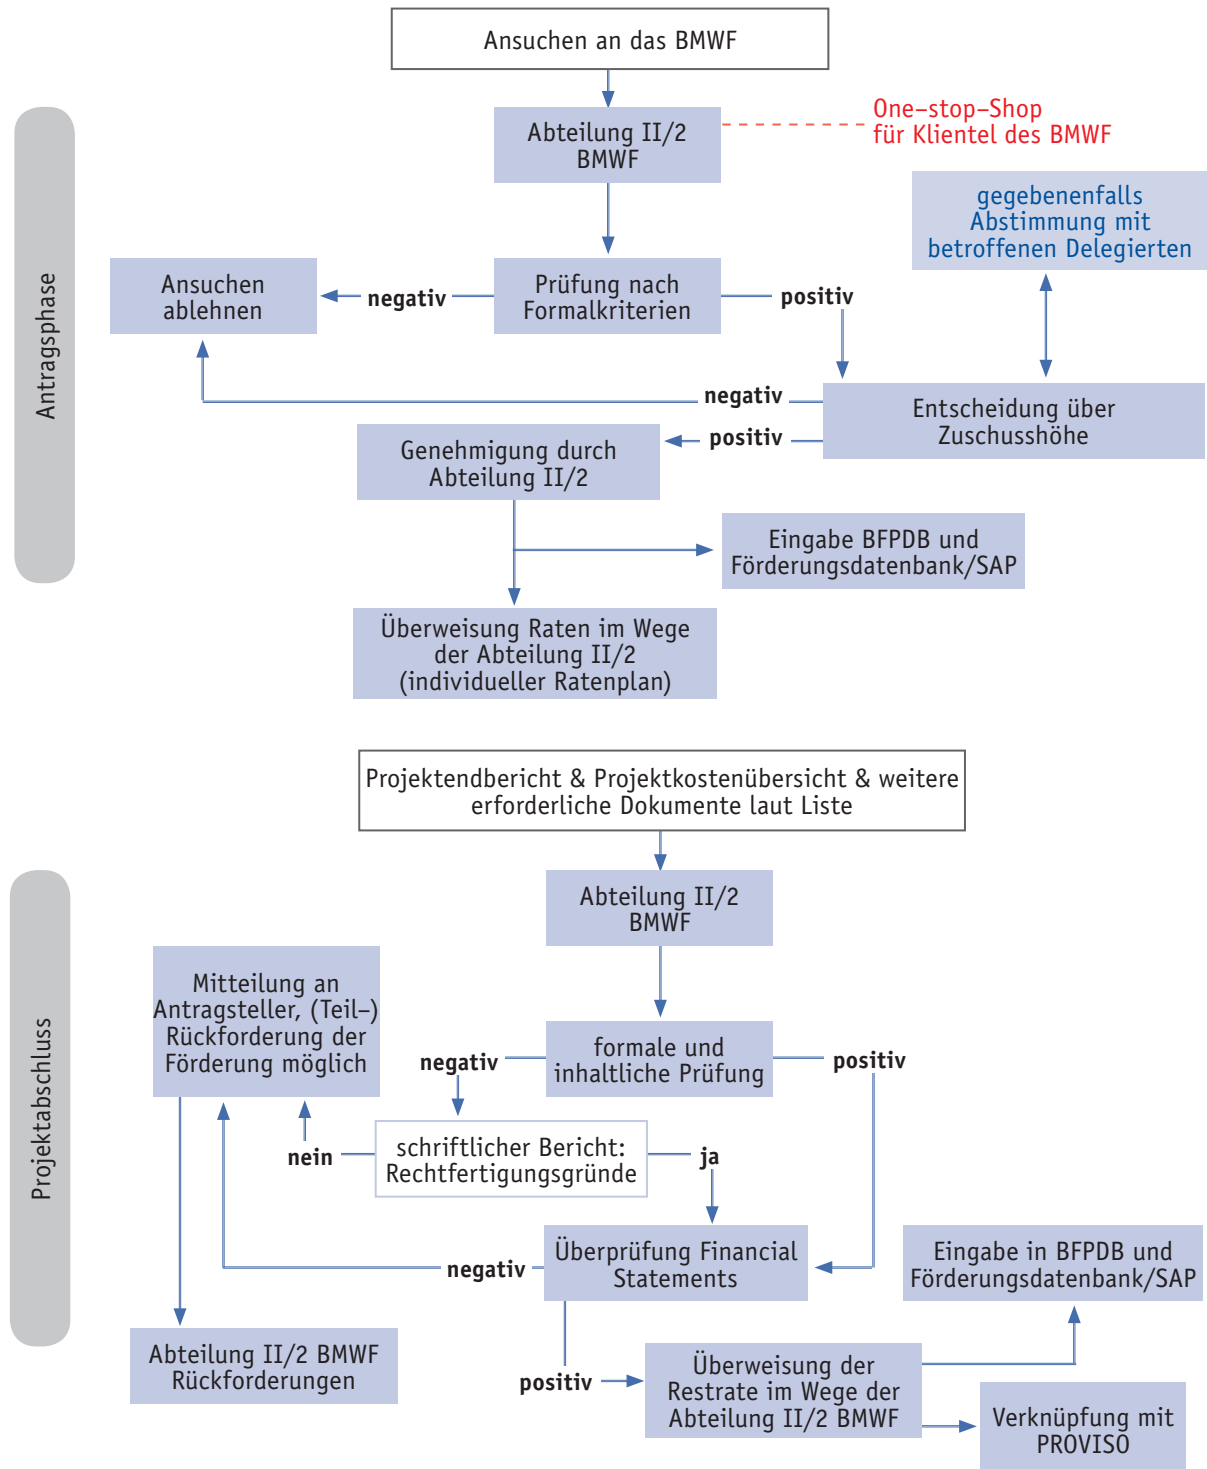 Ansuchen an das BMWF
Antragsphase
Abteilung II/2
BMWF
One–stop–Shop
für Klientel des BMWF
gegebenenfalls
Abstimmung mit
betroffenen Delegierten
Ansuchen
ablehnen
negativ
Prüfung nach
Formalkriterien
positiv
negativ
Entscheidung über
Zuschusshöhe
positiv
Genehmigung durch
Abteilung II/2
Eingabe BFPDB und
Förderungsdatenbank/SAP
Überweisung Raten im Wege
der Abteilung II/2
(individueller Ratenplan)
Projektendbericht & Projektkostenübersicht & weitere
erforderliche Dokumente laut Liste
Projektabschluss
Abteilung II/2
BMWF
Mitteilung an
Antragsteller, (Teil–)
Rückforderung der
Förderung möglich
negativ
formale und
inhaltliche Prüfung
positiv
nein
schriftlicher Bericht:
Rechtfertigungsgründe
ja
negativ
Überprüfung Financial
Statements
Eingabe in BFPDB und
Förderungsdatenbank/SAP
Abteilung II/2 BMWF
Rückforderungen
positiv
Überweisung der
Restrate im Wege der
Abteilung II/2 BMWF
Verknüpfung mit
PROVISO